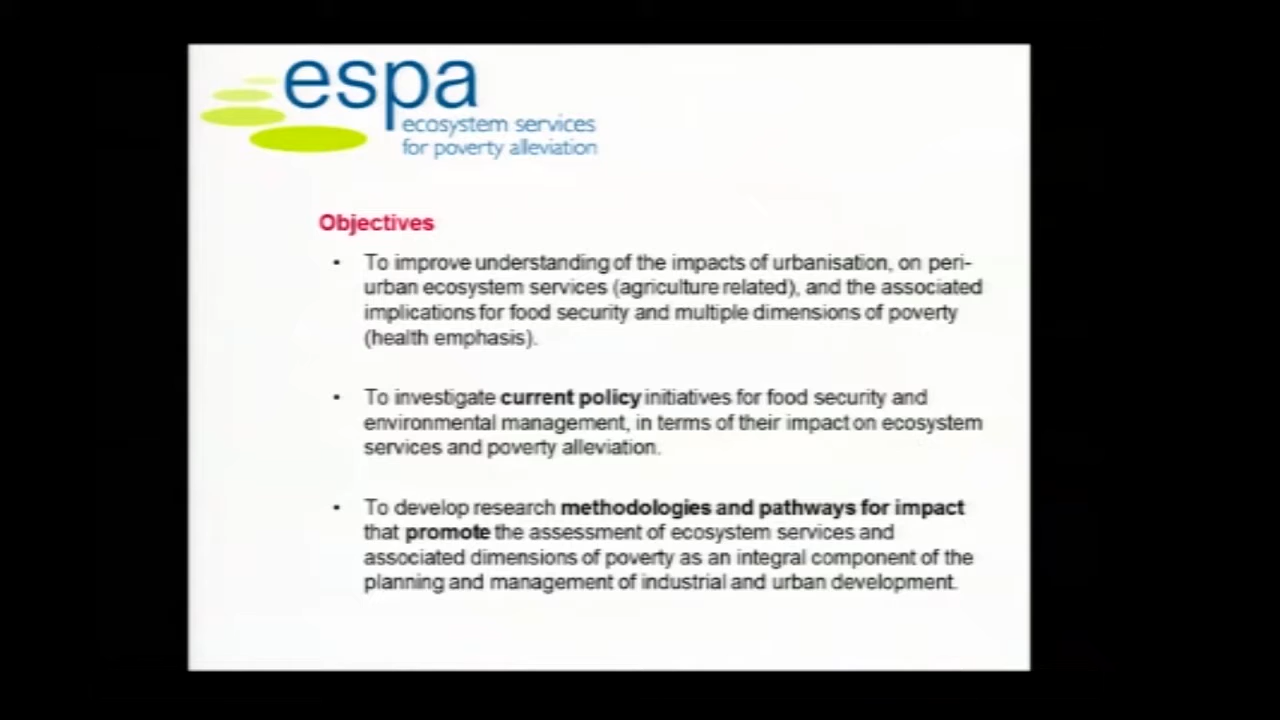 espa
ecosystem services
for poverty alleviation
Objectives
• To improve understanding of the impacts of urbanisation, on peri-
urban ecosystem services (agriculture related), and the associated
implications for food security and multiple dimensions of poverty
(health emphasis).
• To investigate current policy initiatives for food security and
environmental management, in terms of their impact on ecosystem
services and poverty alleviation.
• To develop research methodologies and pathways for impact
that promote the assessment of ecosystem services and
associated dimensions of poverty as an integral component of the
planning and management of industrial and urban development.